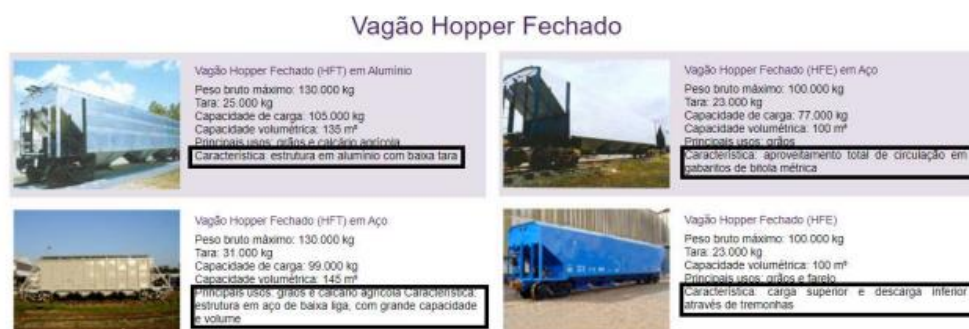 Vagão Hopper Fechado
Vagão Hopper Fechado (HFT) em Alumínio
Peso bruto máximo: 130.000 kg
Tara: 25.000 kg
Capacidade de carga: 105.000 kg
Capacidade volumétrica: 135 m³
Principais usos: grãos e calcário agrícola
Característica: estrutura em alumínio com baixa tara
Vagão Hopper Fechado (HFE) em Aço
Peso bruto máximo: 100.000 kg
Tara: 23.000 kg
Capacidade de carga: 77.000 kg
Capacidade volumétrica: 100 m³
Principais usos: grãos
Característica: aproveitamento total de circulação em
gabaritos de bitola métrica
Vagão Hopper Fechado (HFT) em Aço
Peso bruto máximo: 130.000 kg
Tara: 31.000 kg
Capacidade de carga: 99.000 kg
Capacidade volumétrica: 145 m³
Principais usos: grãos e calcário agrícola Característica:
estrutura em aço de baixa liga, com grande capacidade
e volume
Vagão Hopper Fechado (HFE)
Peso bruto máximo: 100.000 kg
Tara: 23.000 kg
Capacidade volumétrica: 100 m³
Principais usos: grãos e farelo
Característica: carga superior e descarga inferior
através de tremonhas